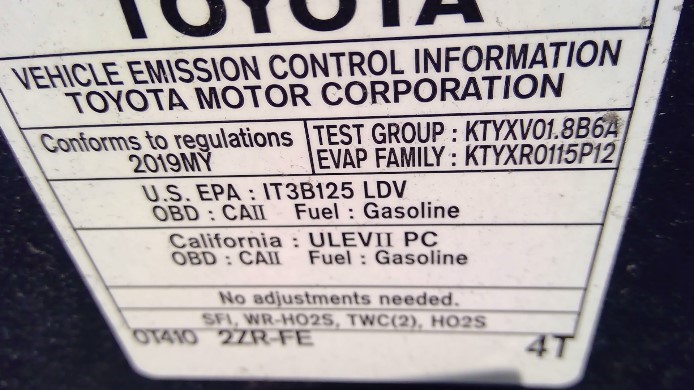 TOYOTA
VEHICLE EMISSION CONTROL INFORMATION
TOYOTA MOTOR CORPORATION
Conforms to regulations
2019MY
TEST GROUP : KTYXV01.8B6A
EVAP FAMILY : KTYXR0115P12
U.S. EPA : IT3B125 LDV
OBD : CAII Fuel : Gasoline
California : ULEVII PC
OBD : CAII Fuel : Gasoline
No adjustments needed.
SFI, WR-HO2S, TWC(2), HO2S
0T410 2ZR-FE 4T